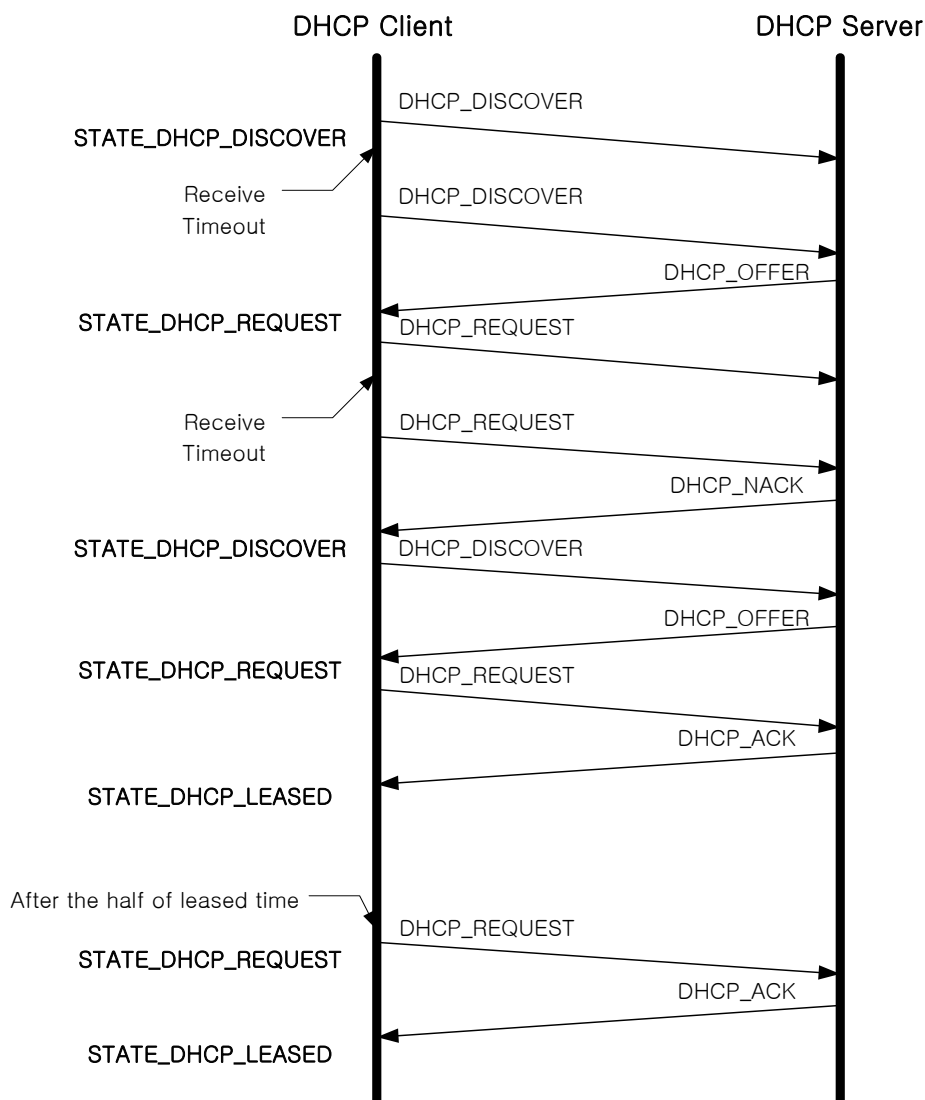 DHCP Client
DHCP Server
DHCP_DISCOVER
STATE_DHCP_DISCOVER
Receive
Timeout
DHCP_DISCOVER
DHCP_OFFER
STATE_DHCP_REQUEST
DHCP_REQUEST
Receive
Timeout
DHCP_REQUEST
DHCP_NACK
STATE_DHCP_DISCOVER
DHCP_DISCOVER
DHCP_OFFER
STATE_DHCP_REQUEST
DHCP_REQUEST
DHCP_ACK
STATE_DHCP_LEASED
After the half of leased time
DHCP_REQUEST
STATE_DHCP_REQUEST
DHCP_ACK
STATE_DHCP_LEASED